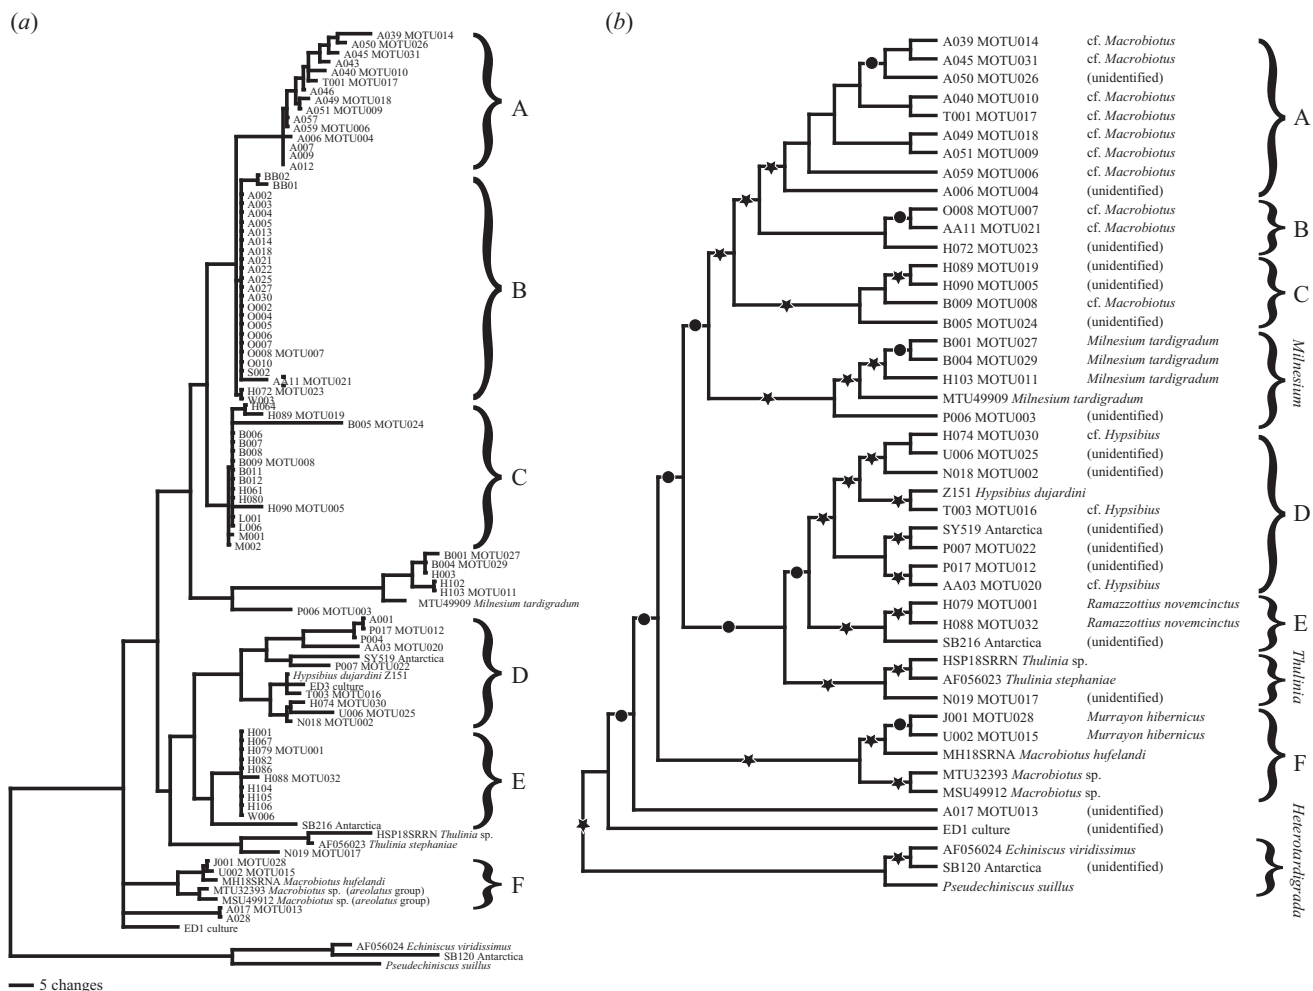 (a)
A039 MOTU014
A050 MOTU026
A045 MOTU031
A043
A040 MOTU010
T001 MOTU017
A046
A049 MOTU018
A051 MOTU009
A057
A059 MOTU006
A006 MOTU004
A007
A009
A012
A
BB02
BB01
A002
A003
A004
A005
A013
A014
A018
A021
A022
A025
A027
A030
O002
O004
O005
O006
O007
O008 MOTU007
O010
S002
AA11 MOTU021
H072 MOTU023
W003
B
H064
H089 MOTU019
B005 MOTU024
B006
B007
B008
B009 MOTU008
B011
B012
H061
H080
H090 MOTU005
L001
L006
M001
M002
C
B001 MOTU027
B004 MOTU029
H003
H102
H103 MOTU011
MTU49909 Milnesium tardigradum
P006 MOTU003
A001
P017 MOTU012
P004
AA03 MOTU020
SY519 Antarctica
P007 MOTU022
Hypsibius dujardini Z151
ED3 culture
T003 MOTU016
H074 MOTU030
U006 MOTU025
N018 MOTU002
D
H001
H067
H079 MOTU001
H082
H086
H088 MOTU032
H104
H105
H106
W006
SB216 Antarctica
E
HSP18SRRN Thulinia sp.
AF056023 Thulinia stephaniae
N019 MOTU017
J001 MOTU028
U002 MOTU015
MH18SRNA Macrobiotus hufelandi
MTU32393 Macrobiotus sp. (areolatus group)
MSU49912 Macrobiotus sp. (areolatus group)
F
A017 MOTU013
A028
ED1 culture
AF056024 Echiniscus viridissimus
SB120 Antarctica
Pseudechiniscus suillus
5 changes
(b)
A039 MOTU014 cf. Macrobiotus
A045 MOTU031 cf. Macrobiotus
A050 MOTU026 (unidentified)
A040 MOTU010 cf. Macrobiotus
T001 MOTU017 cf. Macrobiotus
A049 MOTU018 cf. Macrobiotus
A051 MOTU009 cf. Macrobiotus
A059 MOTU006 cf. Macrobiotus
A006 MOTU004 (unidentified)
A
O008 MOTU007 cf. Macrobiotus
AA11 MOTU021 cf. Macrobiotus
H072 MOTU023 (unidentified)
B
H089 MOTU019 (unidentified)
H090 MOTU005 (unidentified)
B009 MOTU008 cf. Macrobiotus
B005 MOTU024 (unidentified)
C
B001 MOTU027 Milnesium tardigradum
B004 MOTU029 Milnesium tardigradum
H103 MOTU011 Milnesium tardigradum
MTU49909 Milnesium tardigradum
P006 MOTU003 (unidentified)
Milnesium
H074 MOTU030 cf. Hypsibius
U006 MOTU025 (unidentified)
N018 MOTU002 (unidentified)
Z151 Hypsibius dujardini
T003 MOTU016 cf. Hypsibius
SY519 Antarctica (unidentified)
P007 MOTU022 (unidentified)
P017 MOTU012 (unidentified)
AA03 MOTU020 cf. Hypsibius
D
H079 MOTU001 Ramazzottius novemcinctus
H088 MOTU032 Ramazzottius novemcinctus
SB216 Antarctica (unidentified)
E
HSP18SRRN Thulinia sp.
AF056023 Thulinia stephaniae
N019 MOTU017 (unidentified)
Thulinia
J001 MOTU028 Murrayon hibernicus
U002 MOTU015 Murrayon hibernicus
MH18SRNA Macrobiotus hufelandi
MTU32393 Macrobiotus sp.
MSU49912 Macrobiotus sp.
F
A017 MOTU013 (unidentified)
ED1 culture (unidentified)
AF056024 Echiniscus viridissimus
SB120 Antarctica (unidentified)
Pseudechiniscus suillus
Heterotardigrada